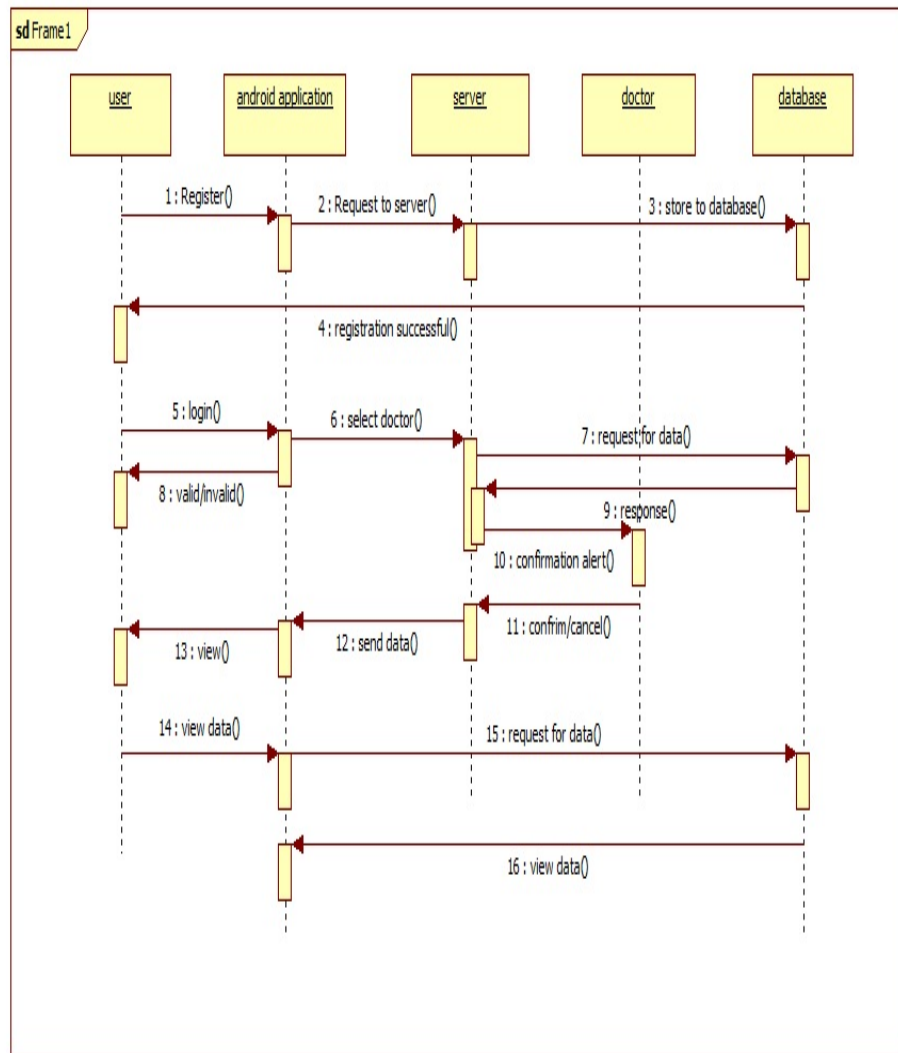 sd Frame1
user
android application
server
doctor
database
1 : Register()
2 : Request to server()
3 : store to database()
4 : registration successful()
5 : login()
6 : select doctor()
7 : request for data()
8 : valid/invalid()
9 : response()
10 : confirmation alert()
11 : confrim/cancel()
12 : send data()
13 : view()
14 : view data()
15 : request for data()
16 : view data()